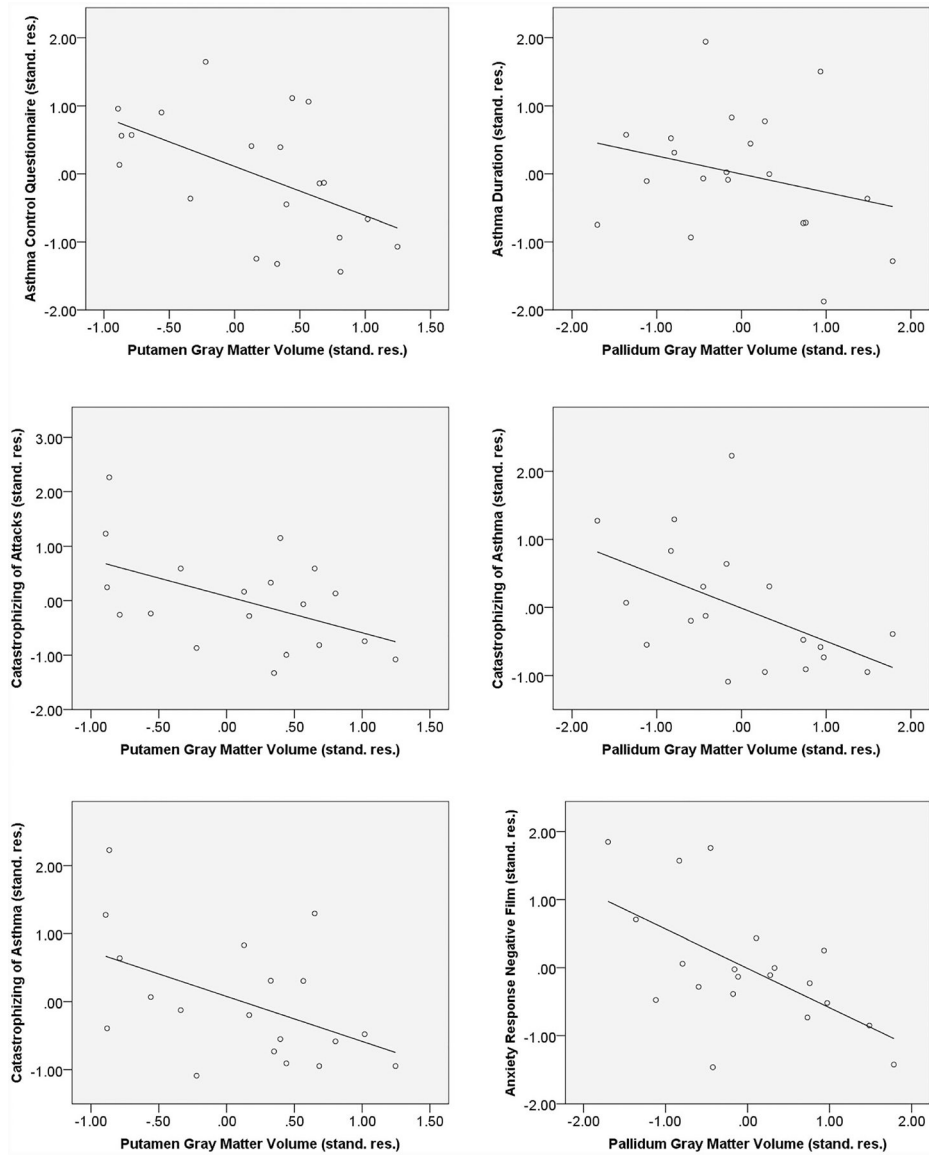 Asthma Control Questionnaire (stand. res.)
2.00
1.00
.00
-1.00
-2.00
-1.00 -.50 .00 .50 1.00 1.50
Putamen Gray Matter Volume (stand. res.)
Asthma Duration (stand. res.)
2.00
1.00
.00
-1.00
-2.00
-2.00 -1.00 .00 1.00 2.00
Pallidum Gray Matter Volume (stand. res.)
Catastrophizing of Attacks (stand. res.)
3.00
2.00
1.00
.00
-1.00
-2.00
-1.00 -.50 .00 .50 1.00 1.50
Putamen Gray Matter Volume (stand. res.)
Catastrophizing of Asthma (stand. res.)
2.00
1.00
.00
-1.00
-2.00 -1.00 .00 1.00 2.00
Pallidum Gray Matter Volume (stand. res.)
Catastrophizing of Asthma (stand. res.)
2.00
1.00
.00
-1.00
-1.00 -.50 .00 .50 1.00 1.50
Putamen Gray Matter Volume (stand. res.)
Anxiety Response Negative Film (stand. res.)
2.00
1.00
.00
-1.00
-2.00
-2.00 -1.00 .00 1.00 2.00
Pallidum Gray Matter Volume (stand. res.)